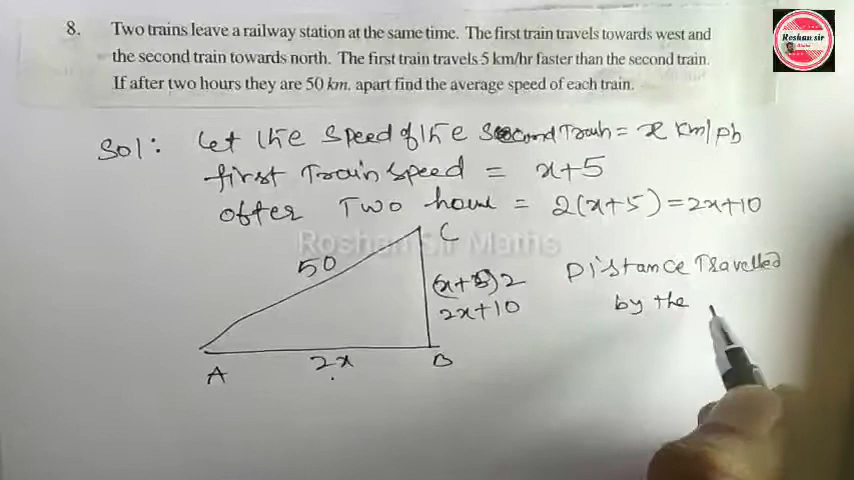 8. Two trains leave a railway station at the same time. The first train travels towards west and
the second train towards north. The first train travels 5 km/hr faster than the second train.
If after two hours they are 50 km. apart find the average speed of each train.
Roshan sir
Maths
Sol: Let the Speed of the Second Train = x km/ph
first Train speed = x+5
after Two hour = 2(x+5) = 2x+10
Roshan Sir Maths
C
50
(x+5)2
2x+10
Distance Travelled
by the
A
2x
B